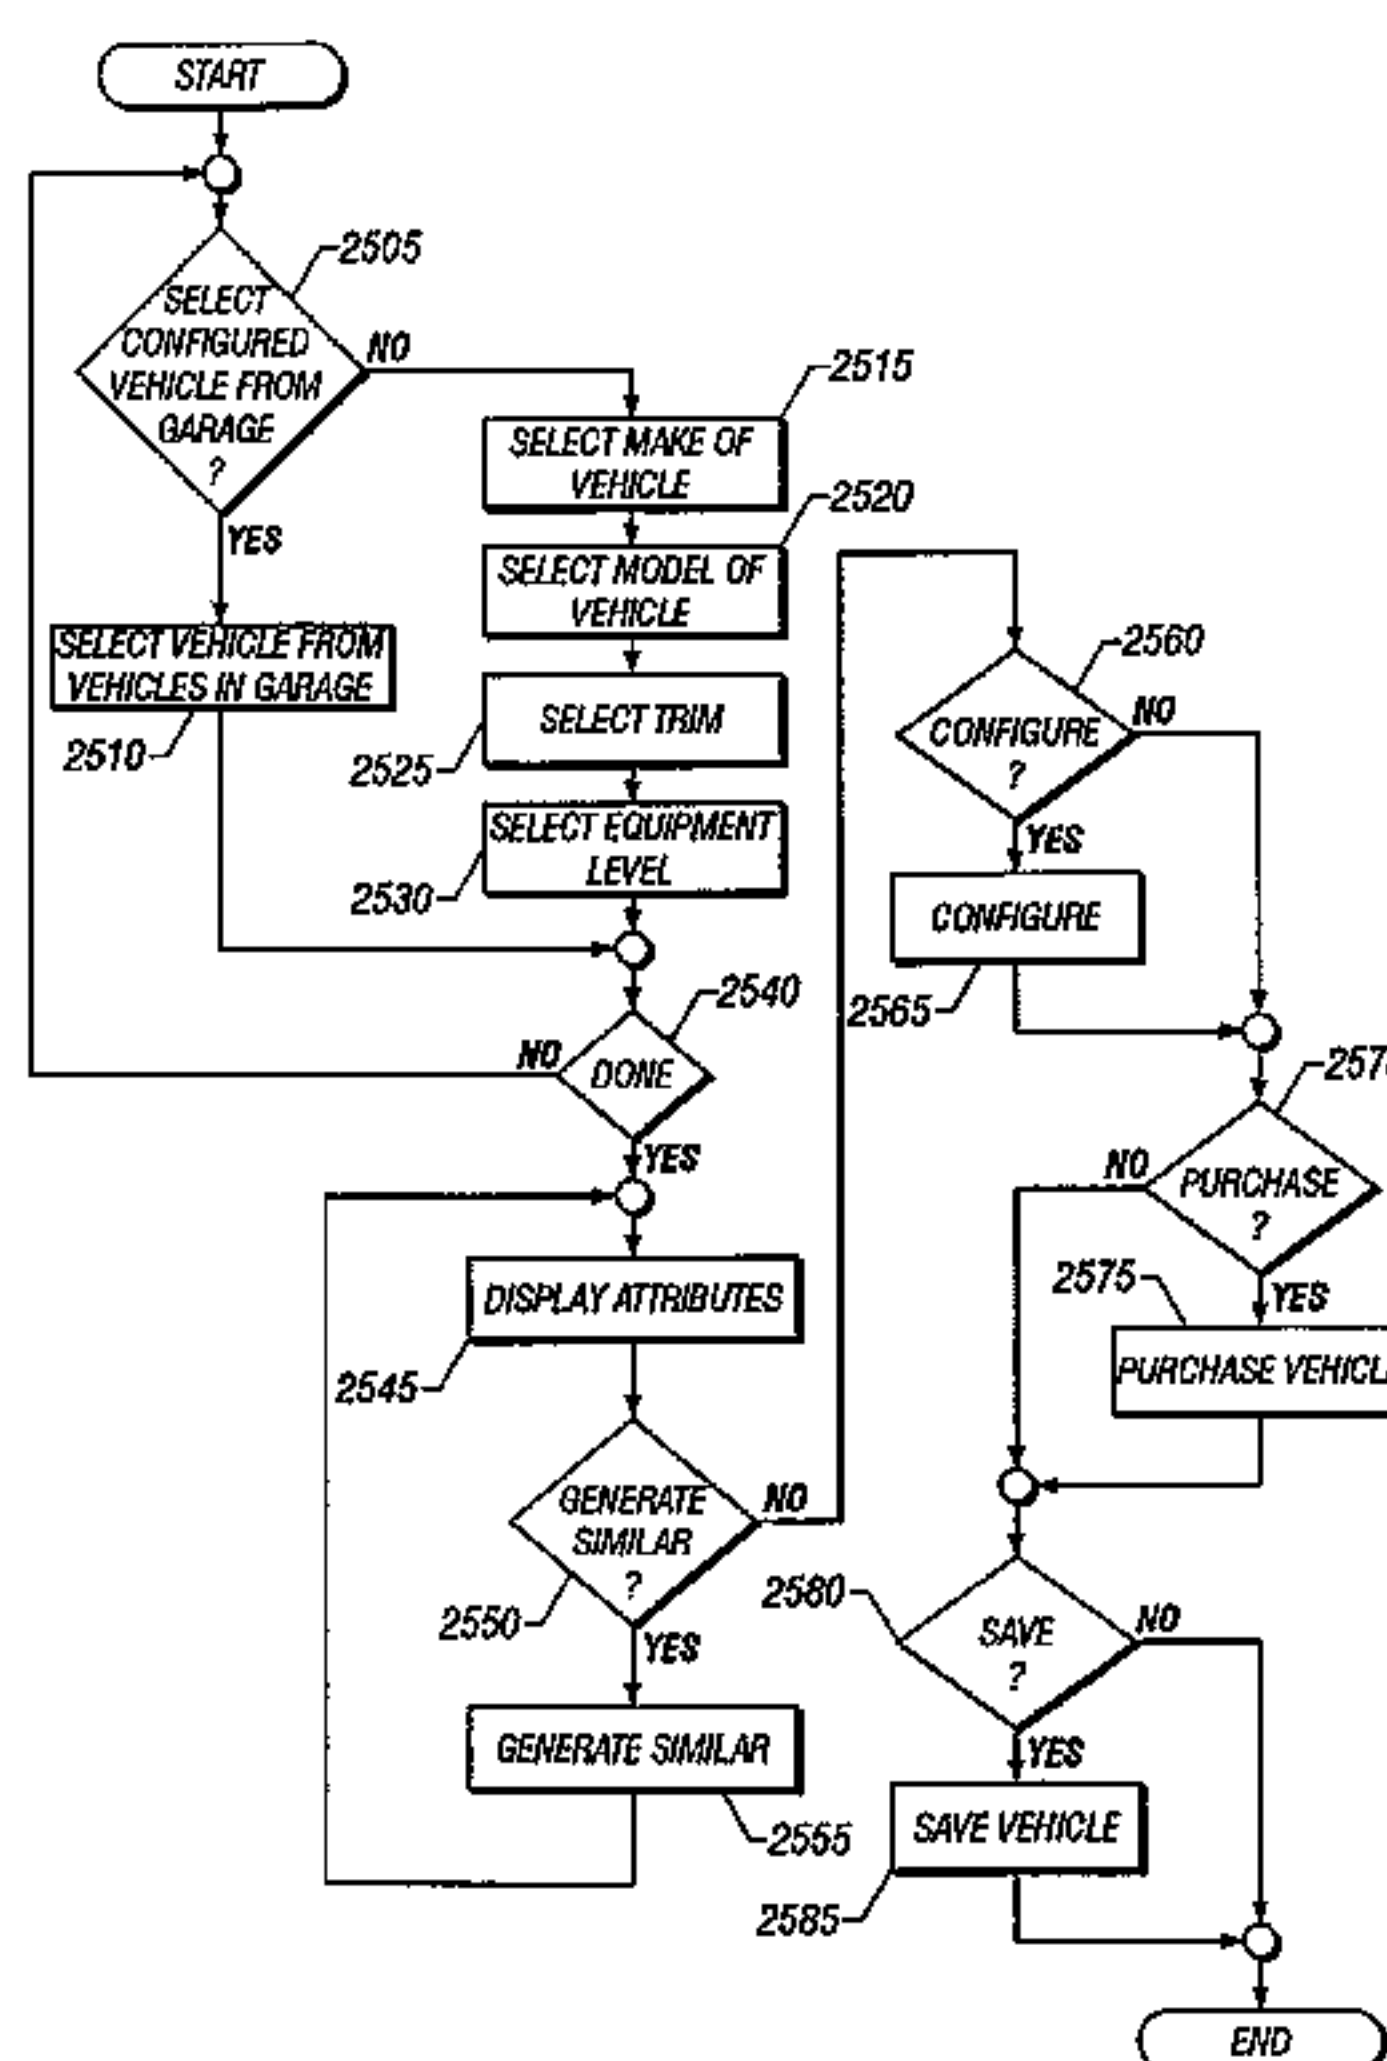 START
2505
SELECT
CONFIGURED
VEHICLE FROM
GARAGE
?
NO
YES
SELECT VEHICLE FROM
VEHICLES IN GARAGE
2510
2515
SELECT MAKE OF
VEHICLE
2520
SELECT MODEL OF
VEHICLE
SELECT TRIM
2525
SELECT EQUIPMENT
LEVEL
2530
2540
NO
DONE
YES
DISPLAY ATTRIBUTES
2545
GENERATE
SIMILAR
?
NO
2550
YES
GENERATE SIMILAR
2555
2560
CONFIGURE
?
NO
YES
CONFIGURE
2565
NO
PURCHASE
?
2575
YES
PURCHASE
2580
SAVE
?
NO
YES
SAVE VEHICLE
2585
END